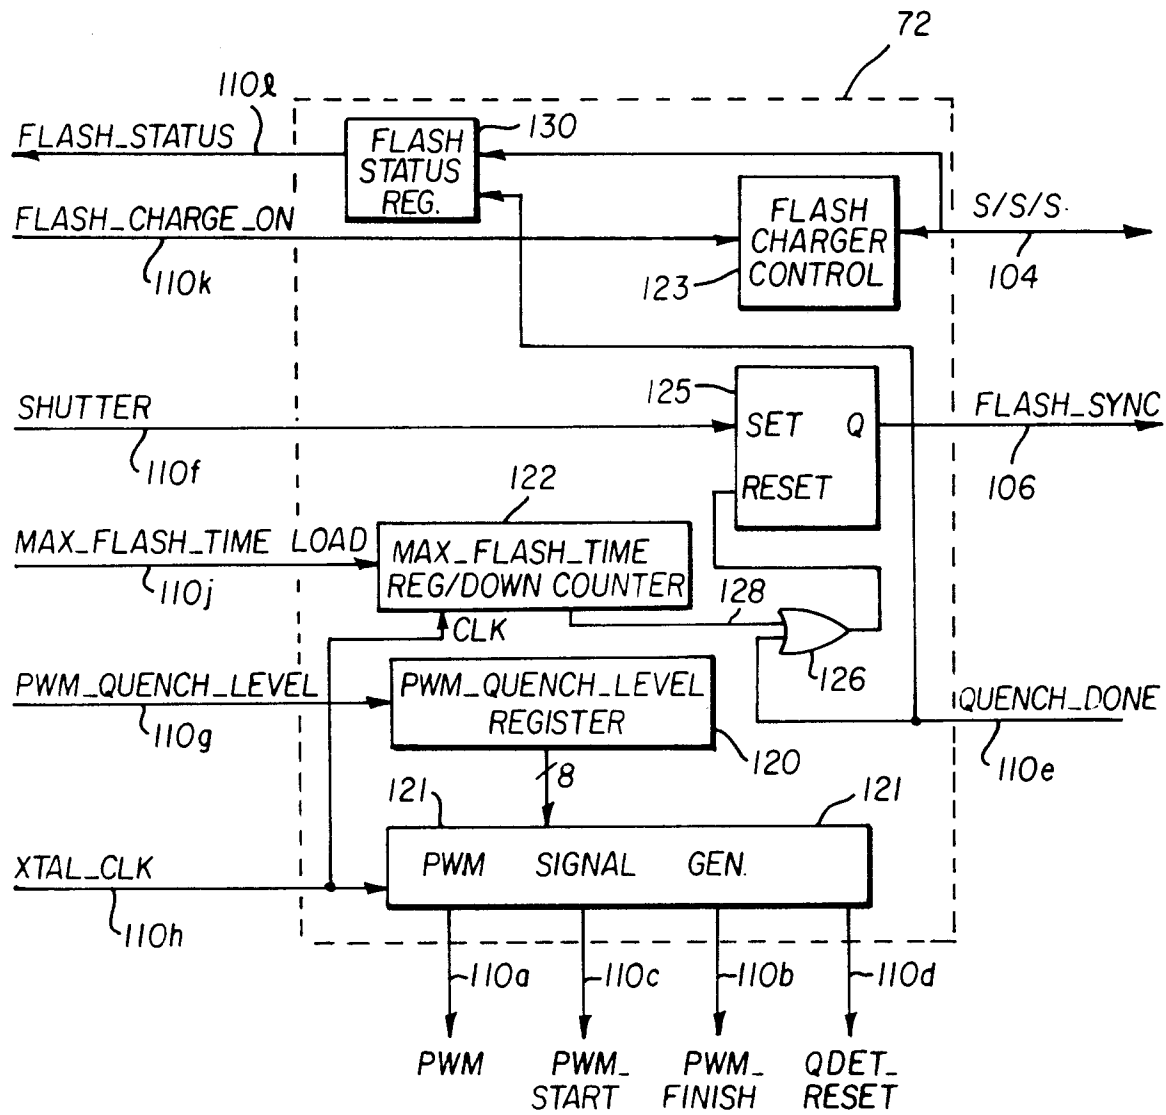 72
110l
FLASH_STATUS
130
FLASH
STATUS
REG.
FLASH_CHARGE_ON
110k
FLASH
CHARGER
CONTROL
123
S/S/S.
104
SHUTTER
110f
125
SET Q
RESET
FLASH_SYNC
106
122
MAX_FLASH_TIME LOAD
110j
MAX_FLASH_TIME
REG/DOWN COUNTER
CLK
128
126
PWM_QUENCH_LEVEL
110g
PWM_QUENCH_LEVEL
REGISTER
120
QUENCH_DONE
110e
8
121
121
XTAL_CLK
110h
PWM SIGNAL GEN.
110a
110c
110b
110d
PWM
PWM_
START
PWM_
FINISH
QDET_
RESET